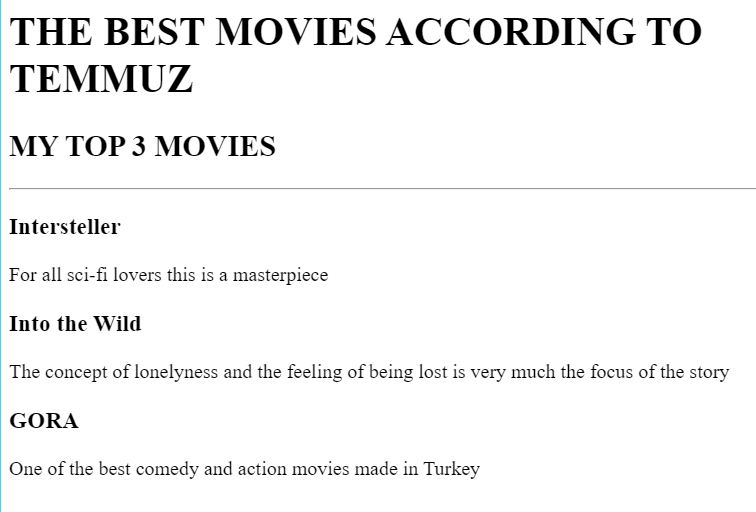 THE BEST MOVIES ACCORDING TO
TEMMUZ
MY TOP 3 MOVIES
Intersteller
For all sci-fi lovers this is a masterpiece
Into the Wild
The concept of lonelyness and the feeling of being lost is very much the focus of the story
GORA
One of the best comedy and action movies made in Turkey